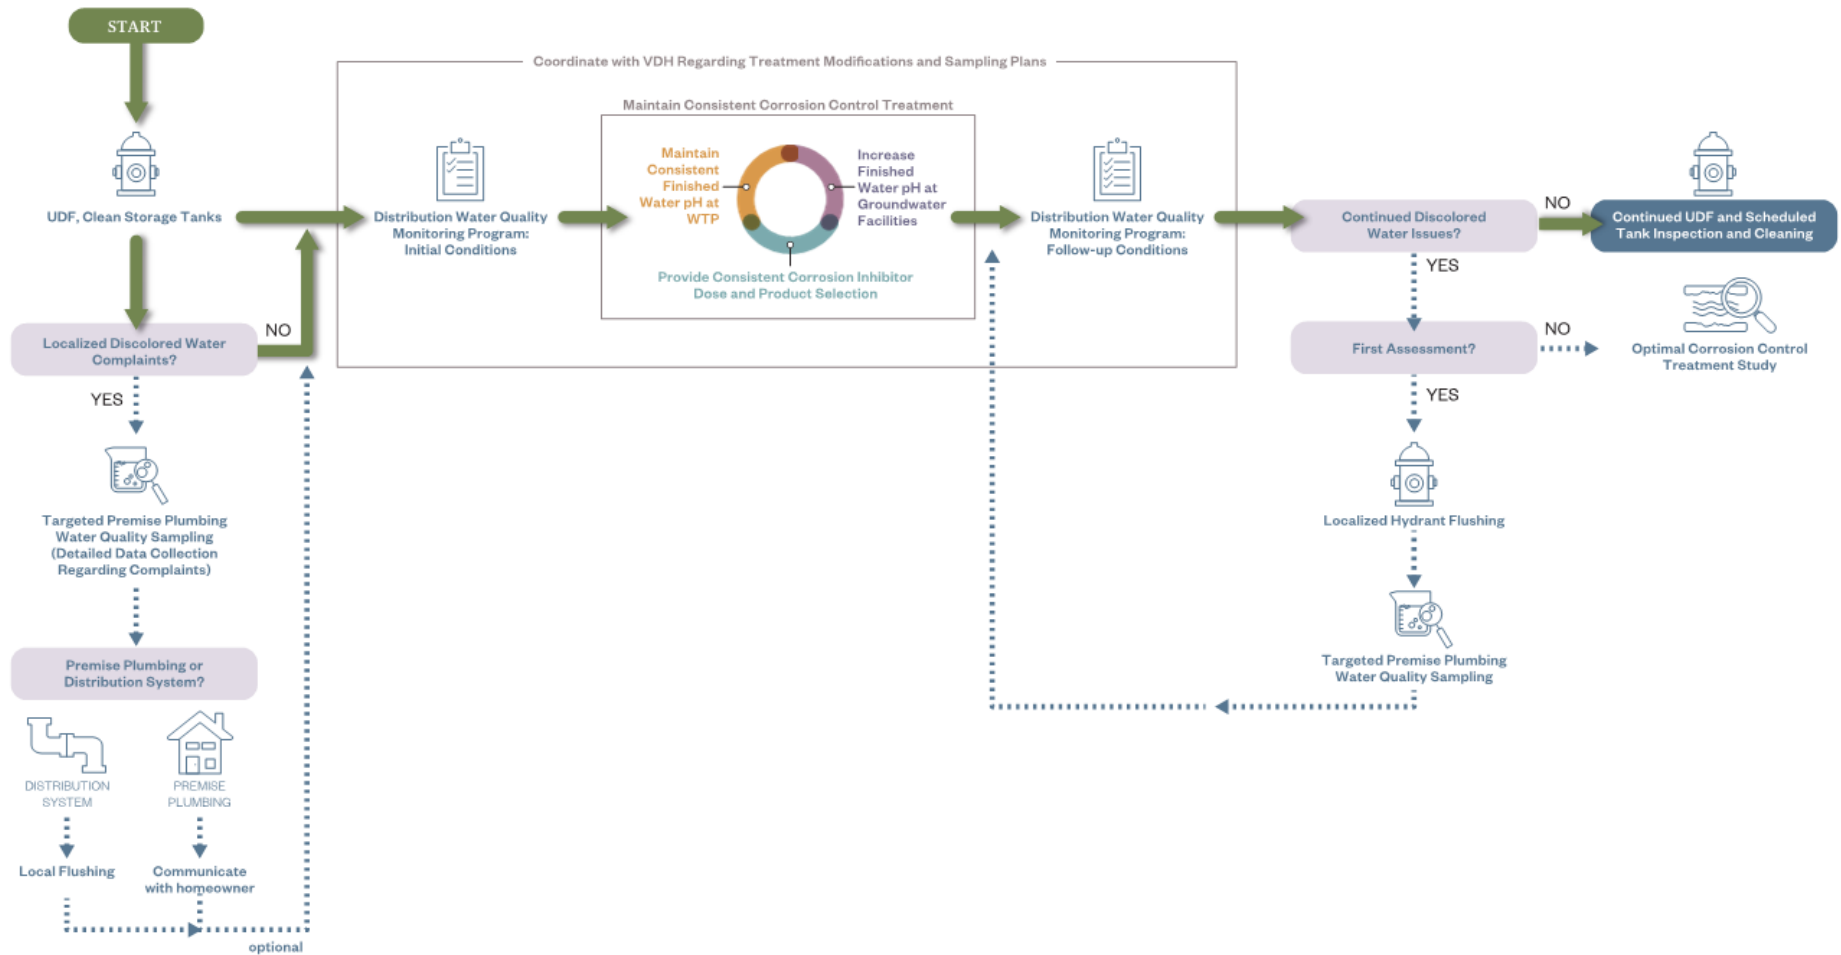 START
UDF, Clean Storage Tanks
Localized Discolored Water
Complaints?
NO
YES
Targeted Premise Plumbing
Water Quality Sampling
(Detailed Data Collection
Regarding Complaints)
Premise Plumbing or
Distribution System?
DISTRIBUTION
SYSTEM
PREMISE
PLUMBING
Local Flushing
Communicate
with homeowner
optional
Coordinate with VDH Regarding Treatment Modifications and Sampling Plans
Distribution Water Quality
Monitoring Program:
Initial Conditions
Maintain Consistent Corrosion Control Treatment
Maintain
Consistent
Finished
Water pH at
WTP
Increase
Finished
Water pH at
Groundwater
Facilities
Provide Consistent Corrosion Inhibitor
Dose and Product Selection
Distribution Water Quality
Monitoring Program:
Follow-up Conditions
Continued Discolored
Water Issues?
NO
Continued UDF and Scheduled
Tank Inspection and Cleaning
YES
First Assessment?
NO
Optimal Corrosion Control
Treatment Study
YES
Localized Hydrant Flushing
Targeted Premise Plumbing
Water Quality Sampling